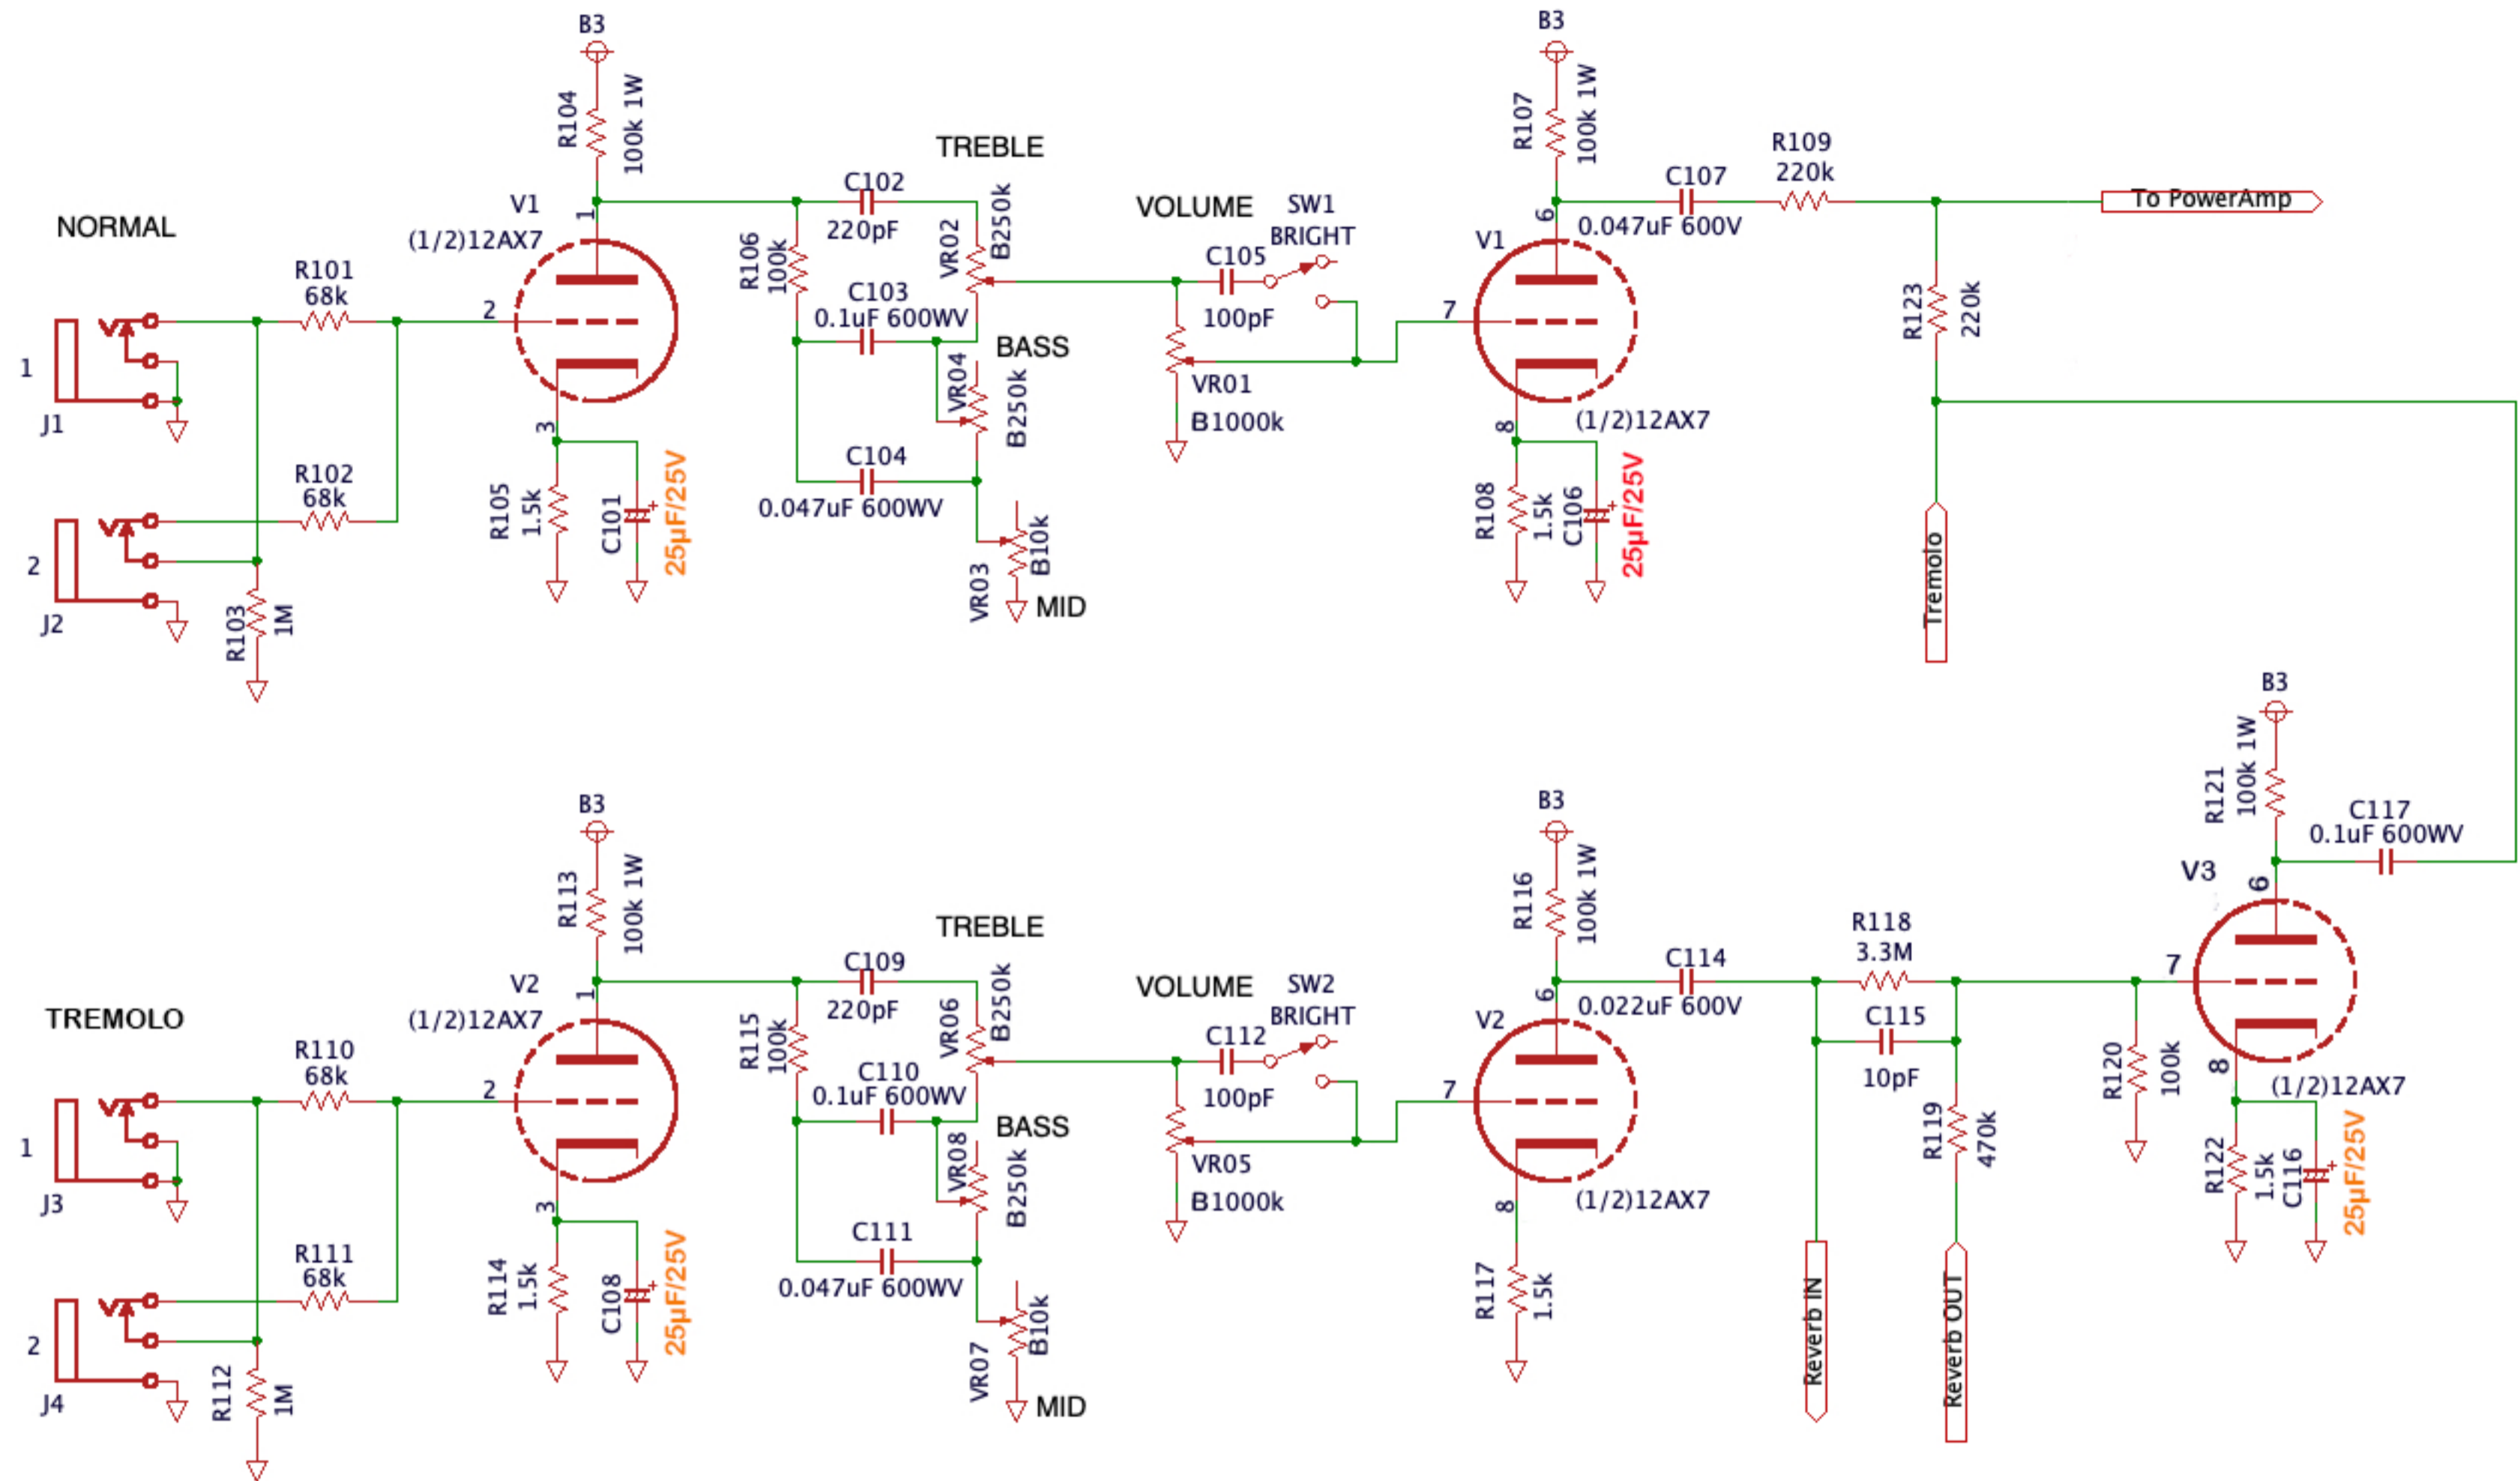 B3
R104
100k 1W
NORMAL
V1
(1/2)12AX7
1
2
3
R101
68k
1
J1
R102
68k
2
J2
R103
1M
R105
1.5k
C101
25µF/25V
TREBLE
C102
220pF
R106
100k
VR02
B250k
C103
0.1uF 600WV
BASS
VR04
B250k
C104
0.047uF 600WV
VR03
B10k
MID
VOLUME
SW1
BRIGHT
C105
100pF
VR01
B1000k
B3
R107
100k 1W
V1
6
7
8
(1/2)12AX7
R108
1.5k
C106
25µF/25V
C107
0.047uF 600V
R109
220k
To PowerAmp
R123
220k
Tremolo
B3
R113
100k 1W
TREMOLO
V2
(1/2)12AX7
1
2
3
R110
68k
1
J3
R111
68k
2
J4
R112
1M
R114
1.5k
C108
25µF/25V
TREBLE
C109
220pF
R115
100k
VR06
B250k
C110
0.1uF 600WV
BASS
VR08
B250k
C111
0.047uF 600WV
VR07
B10k
MID
VOLUME
SW2
BRIGHT
C112
100pF
VR05
B1000k
B3
R116
100k 1W
V2
6
7
8
(1/2)12AX7
R117
1.5k
C114
0.022uF 600V
R118
3.3M
C115
10pF
R119
470k
Reverb IN
Reverb OUT
R120
100k
B3
R121
100k 1W
C117
0.1uF 600WV
V3
6
7
8
(1/2)12AX7
R122
1.5k
C116
25µF/25V